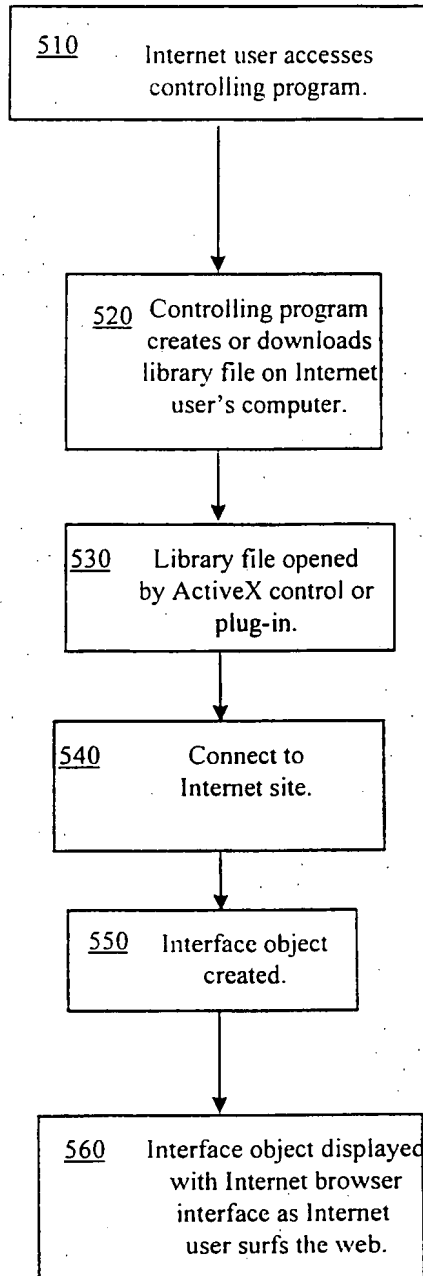 510 Internet user accesses
controlling program.
520 Controlling program
creates or downloads
library file on Internet
user's computer.
530 Library file opened
by ActiveX control or
plug-in.
540 Connect to
Internet site.
550 Interface object
created.
560 Interface object displayed
with Internet browser
interface as Internet
user surfs the web.